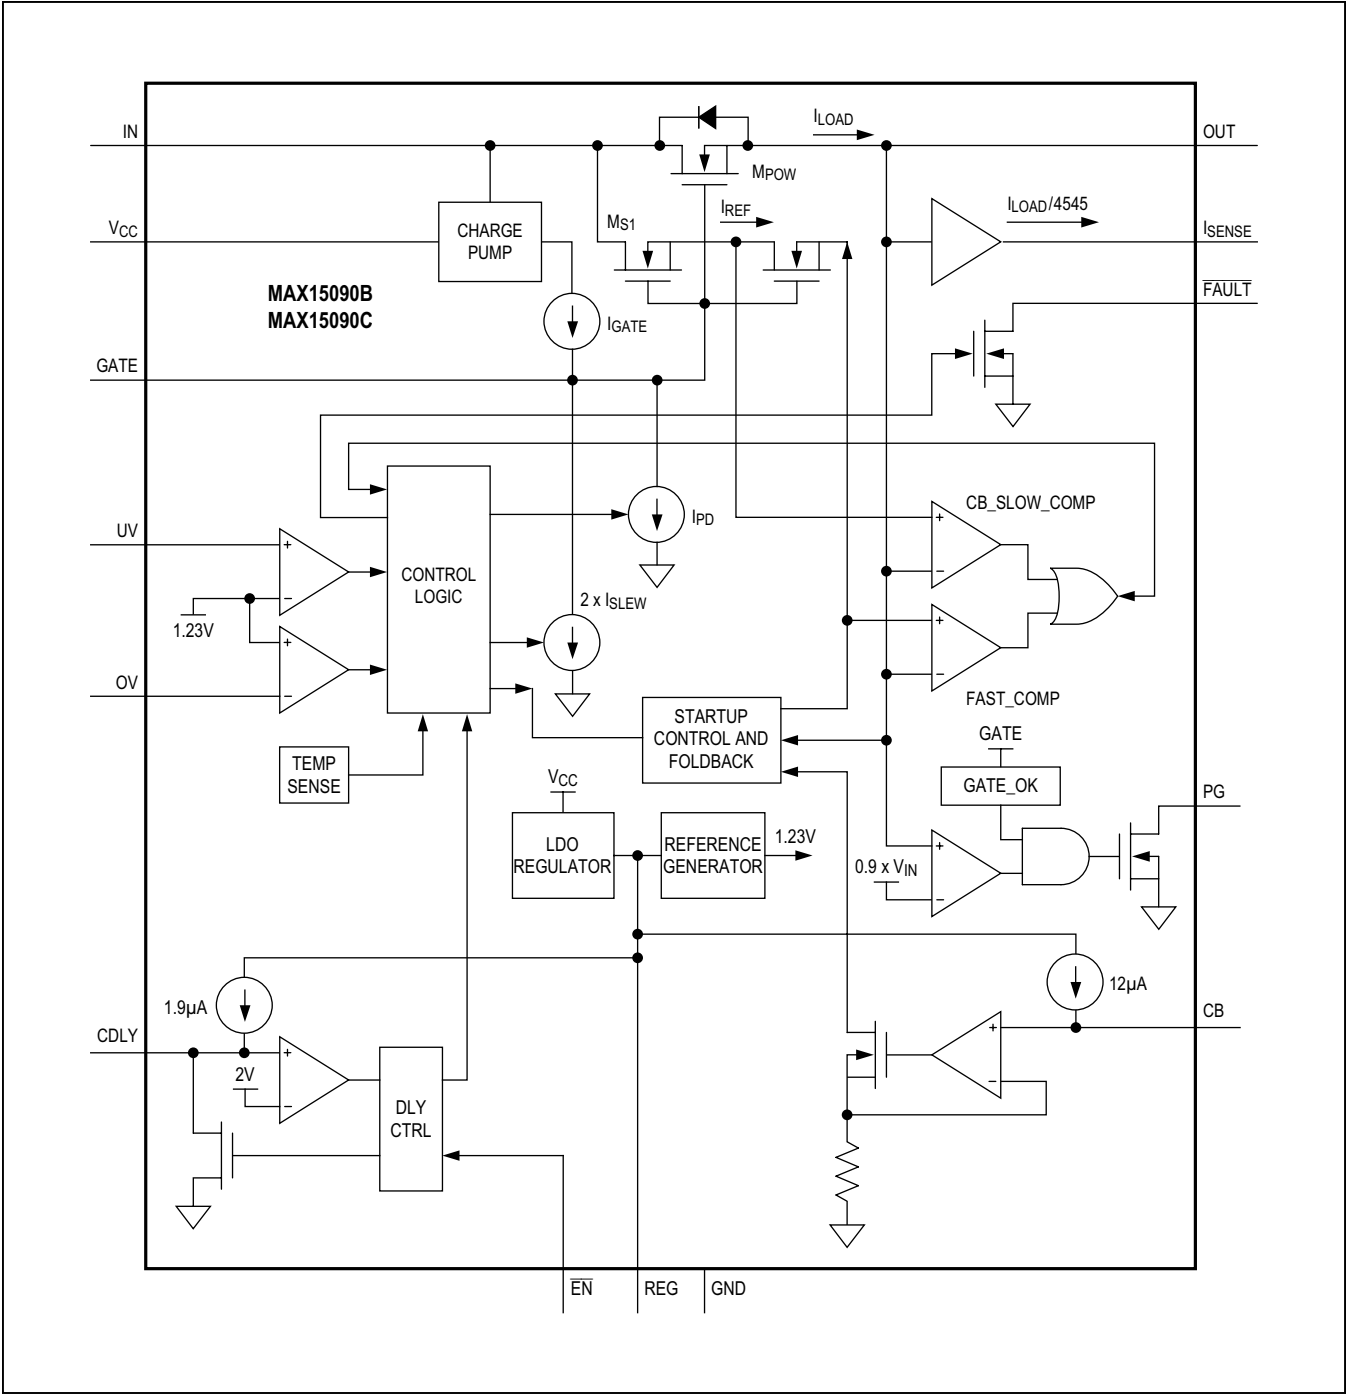 IN
ILOAD
OUT
MPOW
VCC
CHARGE
PUMP
MS1
IREF
ILOAD/4545
ISENSE
MAX15090B
MAX15090C
IGATE
FAULT
GATE
UV
+
−
1.23V
CONTROL
LOGIC
IPD
CB_SLOW_COMP
+
−
2 x ISLEW
+
−
OV
+
−
FAST_COMP
TEMP
SENSE
STARTUP
CONTROL AND
FOLDBACK
GATE
GATE_OK
PG
VCC
LDO
REGULATOR
REFERENCE
GENERATOR
1.23V
0.9 x VIN
+
−
1.9µA
12µA
CDLY
+
−
2V
CB
+
−
DLY
CTRL
EN
REG
GND